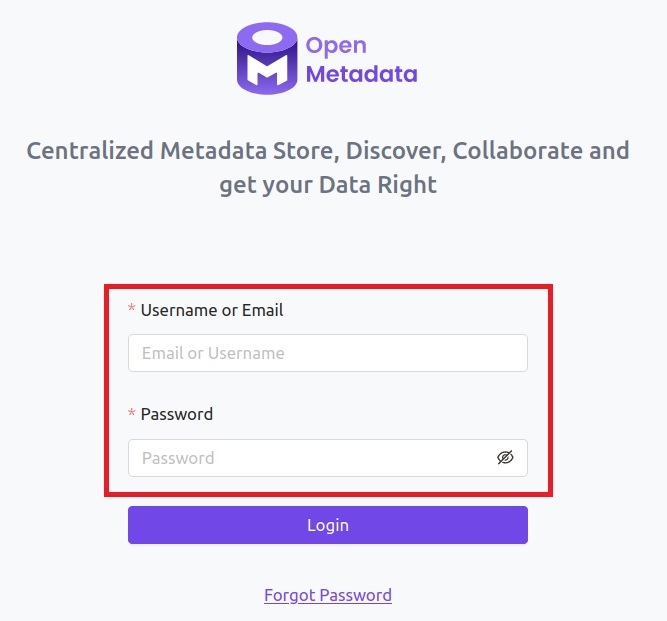 Open
Metadata
Centralized Metadata Store, Discover, Collaborate and
get your Data Right
* Username or Email
Email or Username
* Password
Password
Login
Forgot Password